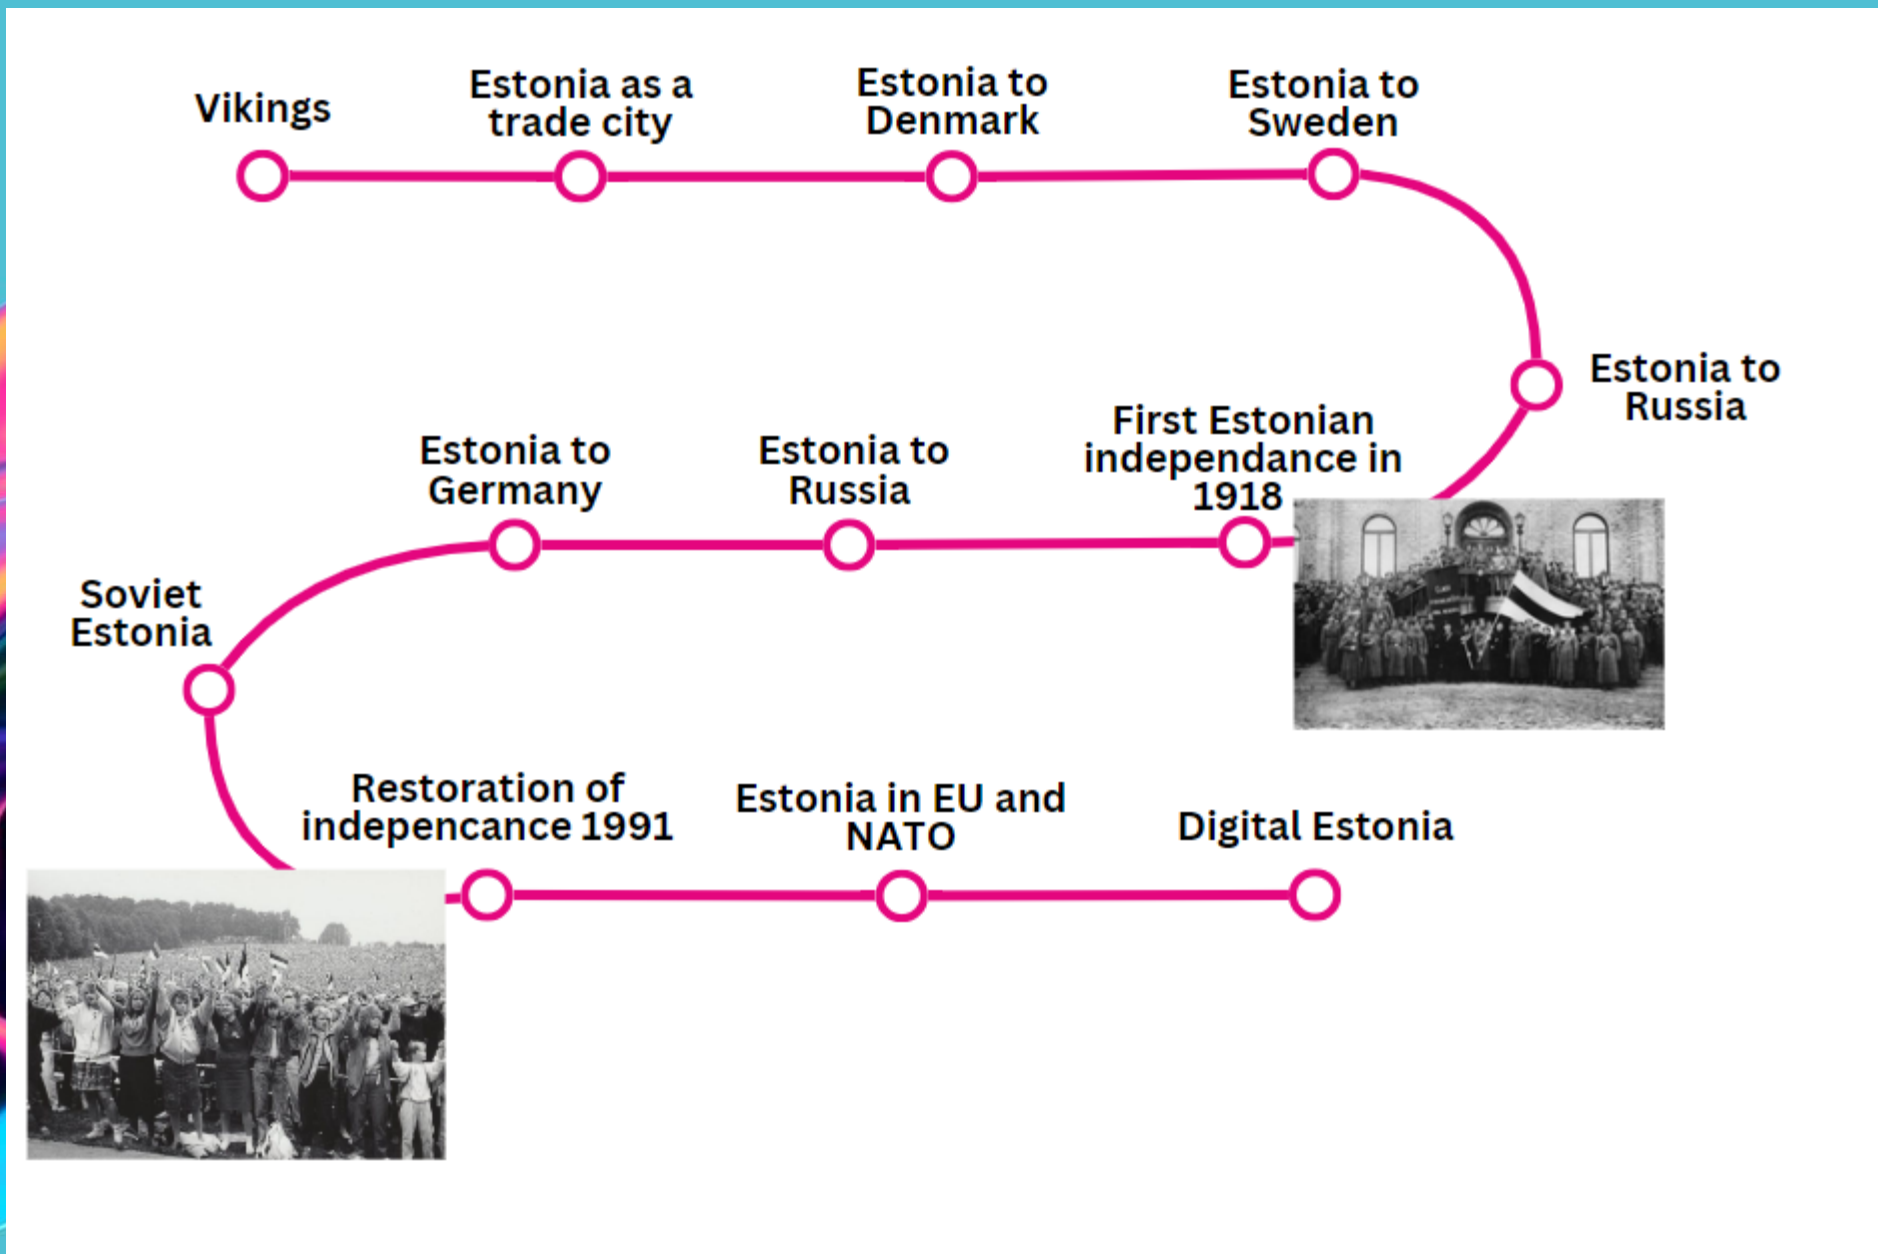 Vikings
Estonia as a
trade city
Estonia to
Denmark
Estonia to
Sweden
Estonia to
Russia
First Estonian
independance in
1918
Estonia to
Russia
Estonia to
Germany
Soviet
Estonia
Restoration of
indepencance 1991
Estonia in EU and
NATO
Digital Estonia